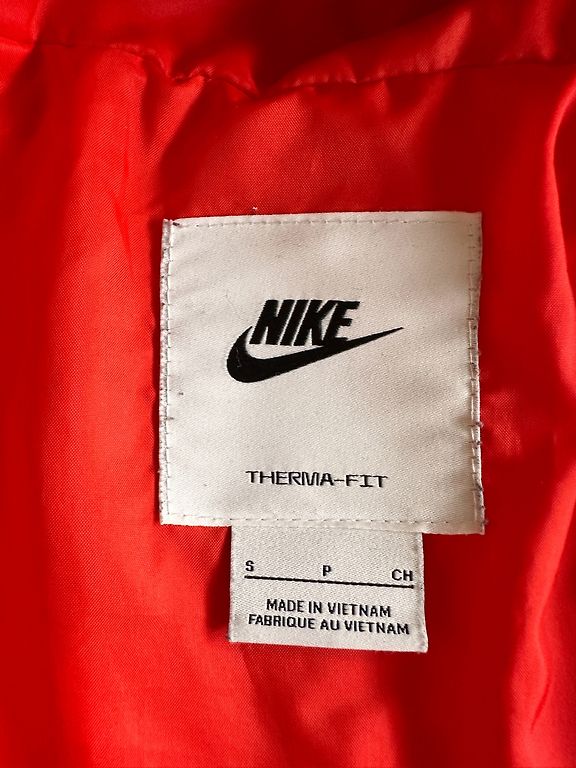 NIKE
THERMA-FIT
S P CH
MADE IN VIETNAM
FABRIQUE AU VIETNAM